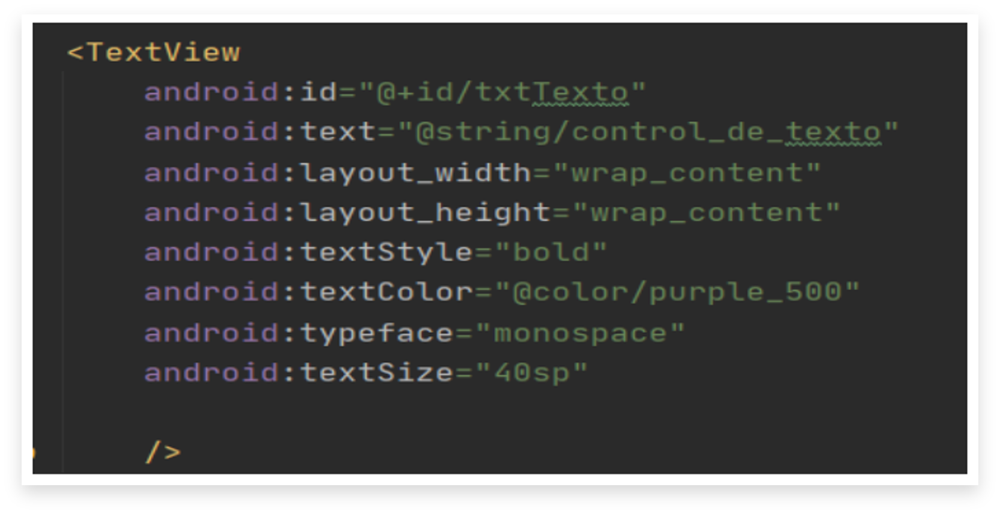 <TextView
android:id="@+id/txtTexto"
android:text="@string/control_de_texto"
android:layout_width="wrap_content"
android:layout_height="wrap_content"
android:textStyle="bold"
android:textColor="@color/purple_500"
android:typeface="monospace"
android:textSize="40sp"
/>